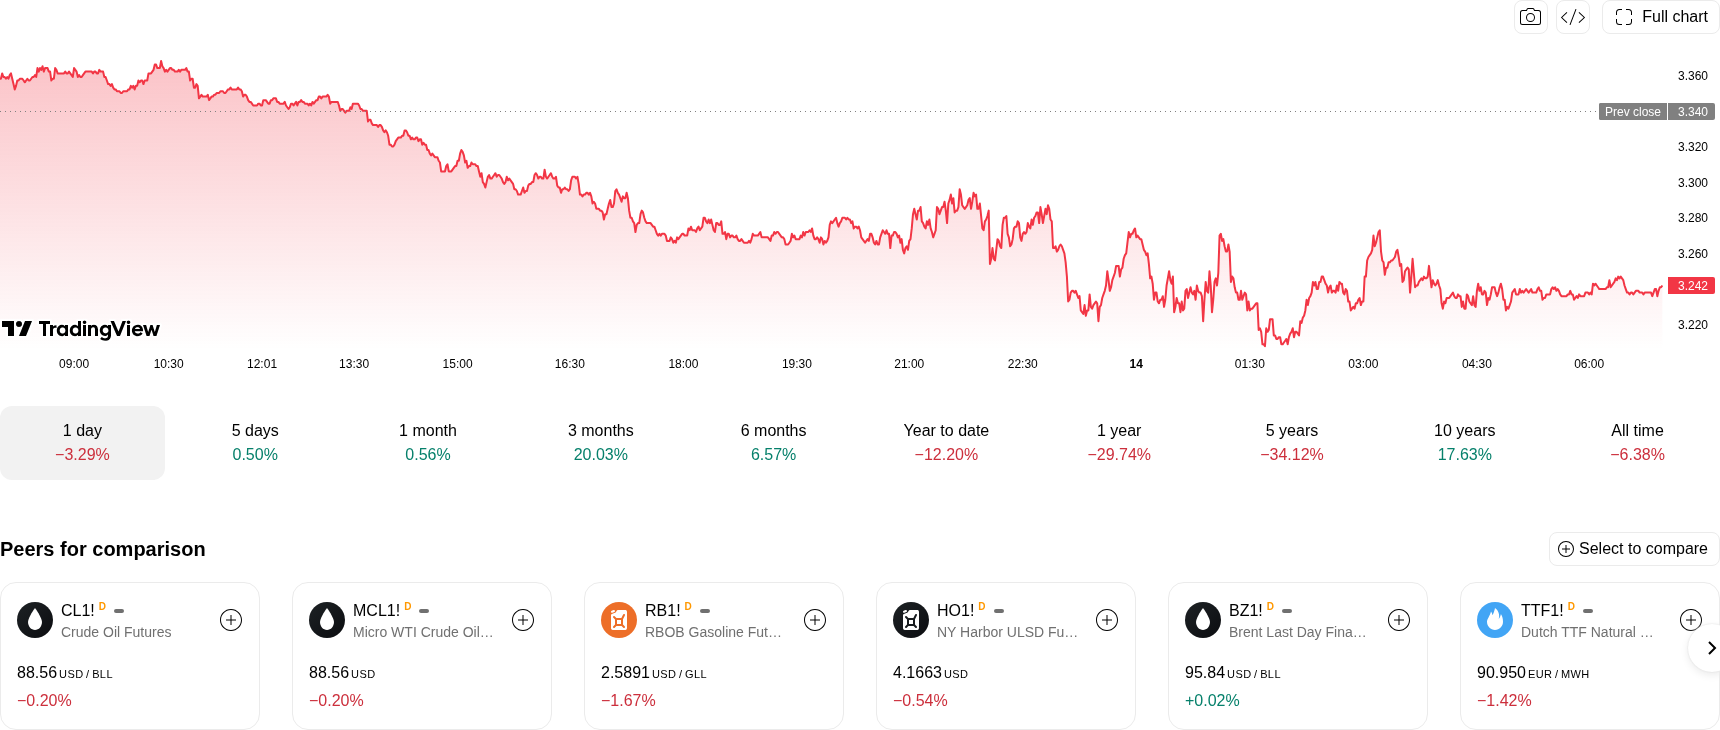 Full chart
3.360
Prev close 3.340
3.320
3.300
3.280
3.260
3.242
3.220
TradingView
09:00 10:30 12:01 13:30 15:00 16:30 18:00 19:30 21:00 22:30 14 01:30 03:00 04:30 06:00
1 day 5 days 1 month 3 months 6 months Year to date 1 year 5 years 10 years All time
−3.29% 0.50% 0.56% 20.03% 6.57% −12.20% −29.74% −34.12% 17.63% −6.38%
Peers for comparison
Select to compare
CL1! D
Crude Oil Futures
88.56 USD / BLL
−0.20%
MCL1! D
Micro WTI Crude Oil…
88.56 USD
−0.20%
RB1! D
RBOB Gasoline Fut…
2.5891 USD / GLL
−1.67%
HO1! D
NY Harbor ULSD Fu…
4.1663 USD
−0.54%
BZ1! D
Brent Last Day Fina…
95.84 USD / BLL
+0.02%
TTF1! D
Dutch TTF Natural …
90.950 EUR / MWH
−1.42%